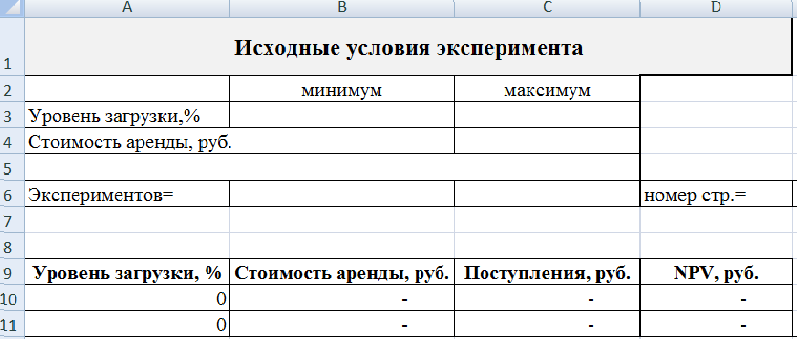 A B C D
1 Исходные условия эксперимента
2 минимум максимум
3 Уровень загрузки,%
4 Стоимость аренды, руб.
5
6 Экспериментов= номер стр.=
7
8
9 Уровень загрузки, % Стоимость аренды, руб. Поступления, руб. NPV, руб.
10 0 - - -
11 0 - - -